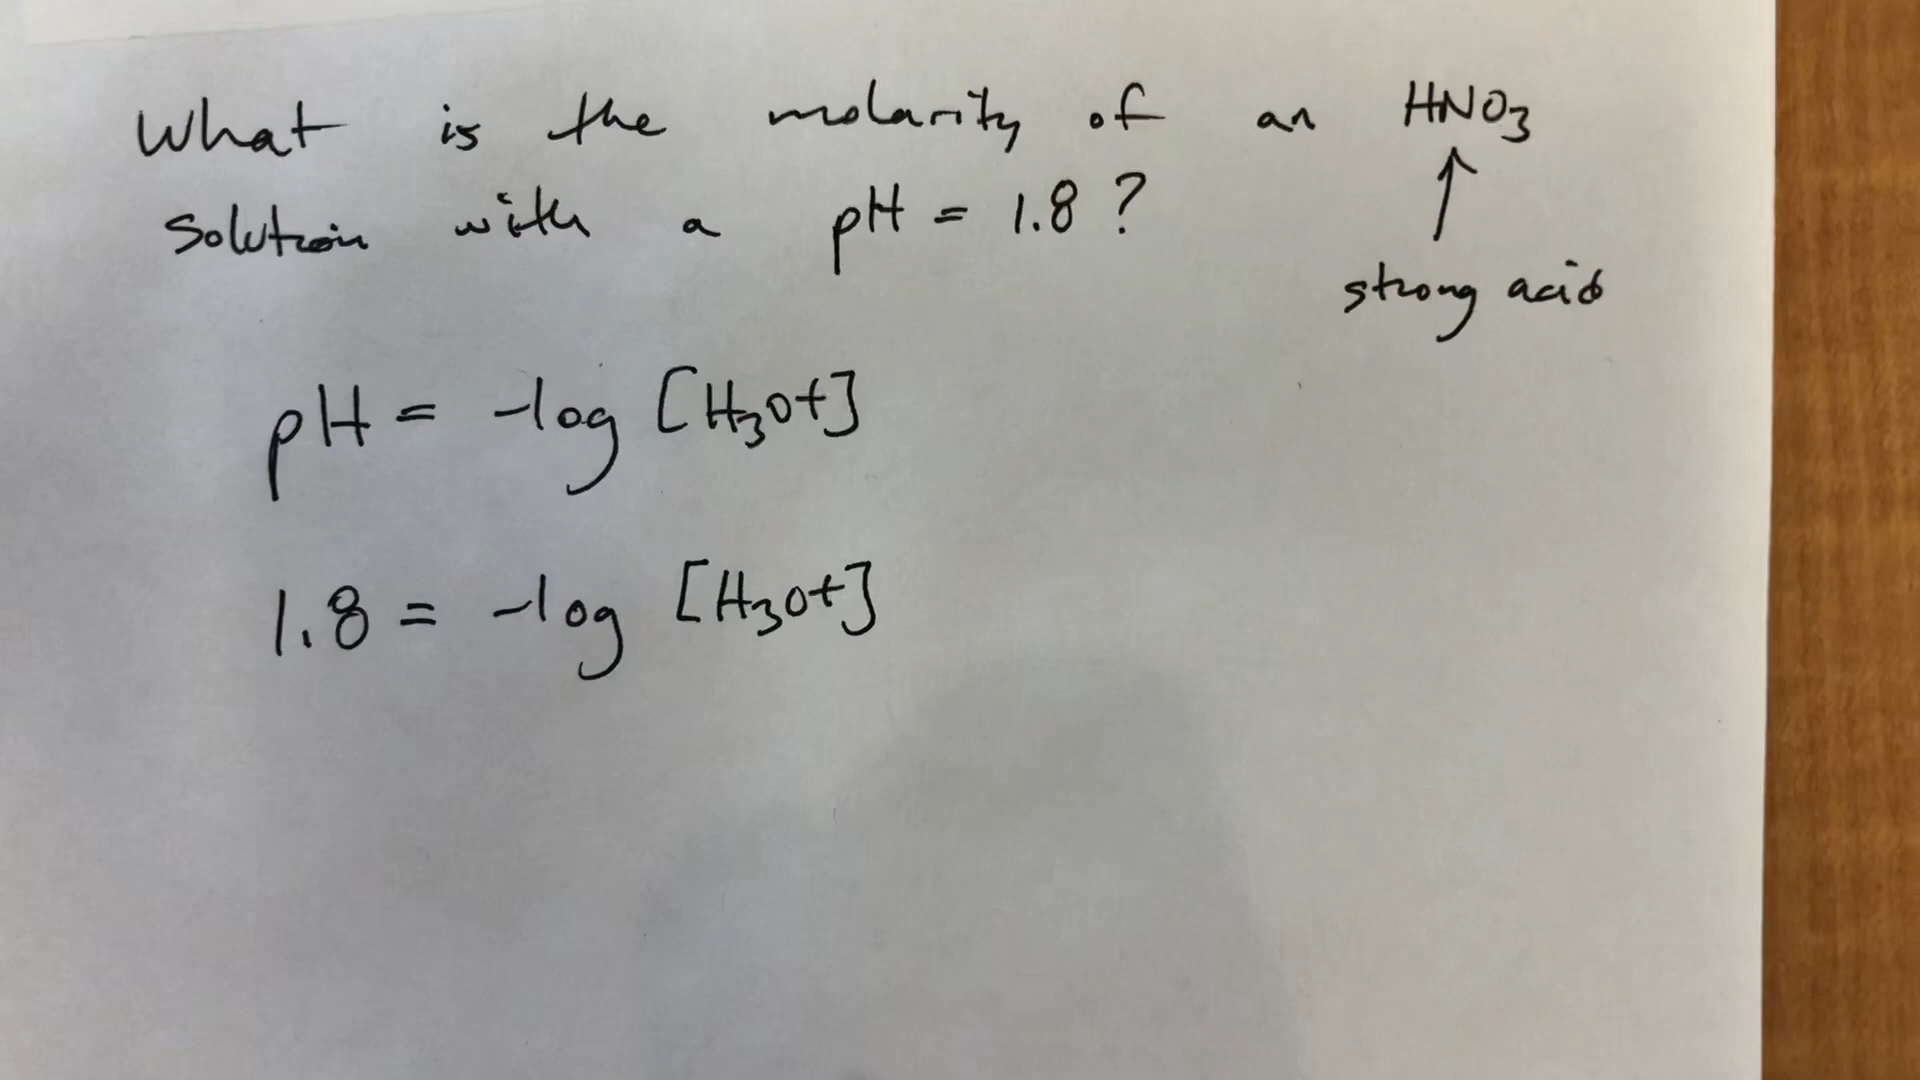 What is the molarity of an HNO₃
solution with a pH = 1.8 ?
↑
strong acid
pH = -log [H₃O+]
1.8 = -log [H₃O+]